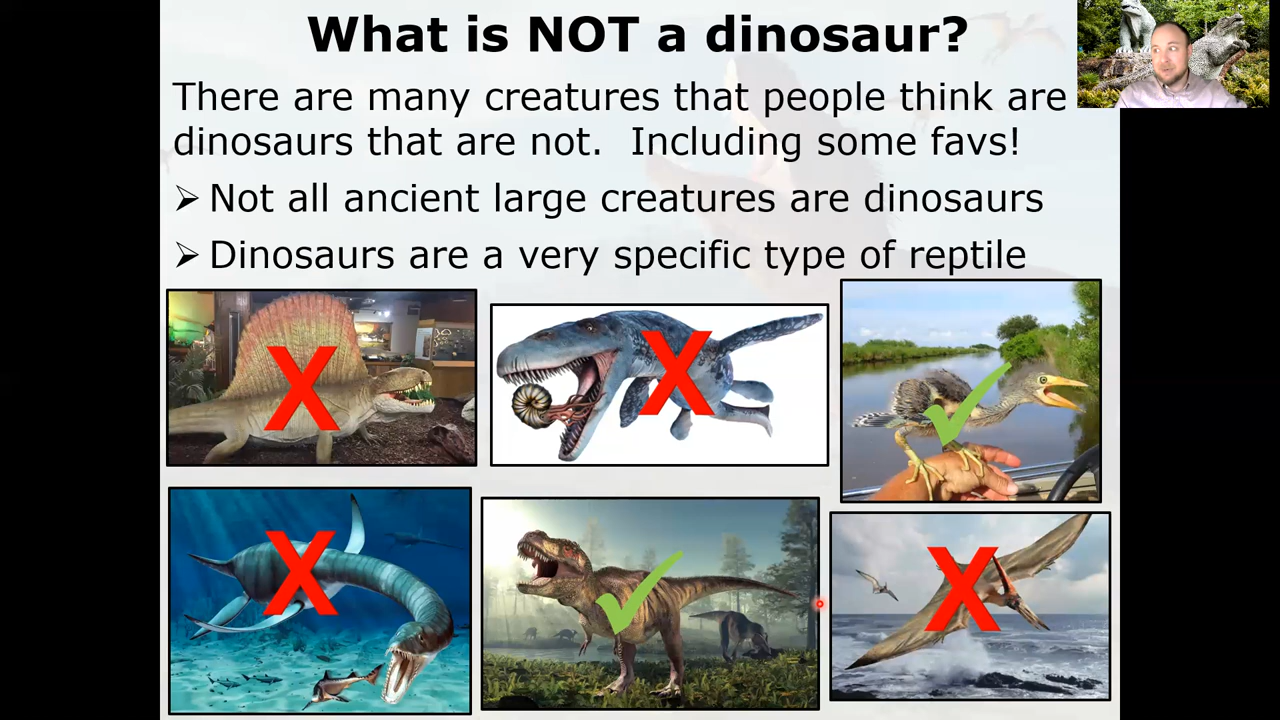 What is NOT a dinosaur?
There are many creatures that people think are
dinosaurs that are not.  Including some favs!
➢ Not all ancient large creatures are dinosaurs
➢ Dinosaurs are a very specific type of reptile
X
X
X
X